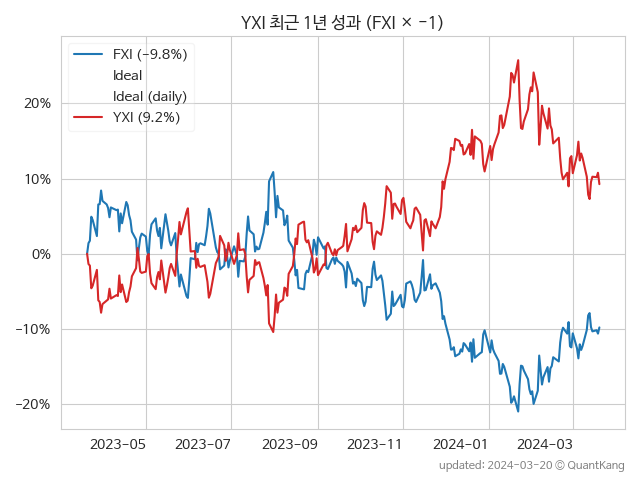 YXI 최근 1년 성과 (FXI × -1)
FXI (-9.8%)
Ideal
Ideal (daily)
YXI (9.2%)
20%
10%
0%
−10%
−20%
2023-05
2023-07
2023-09
2023-11
2024-01
2024-03
updated: 2024-03-20 © QuantKang